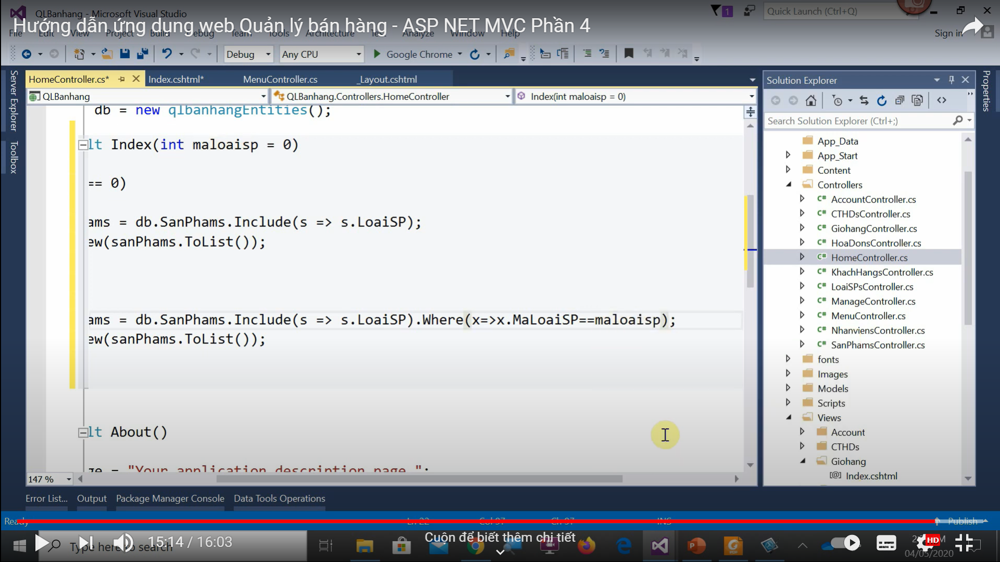 QLBanhang - Microsoft Visual Studio
1
Quick Launch (Ctrl+Q)
Hướng dẫn ứng dụng web Quản lý bán hàng - ASP NET MVC Phần 4
File Edit View Project Build Debug Team Tools Architecture Test Analyze Window Help
Sign in
Debug Any CPU Google Chrome
Server Explorer
Toolbox
HomeController.cs* Index.cshtml* MenuController.cs _Layout.cshtml
QLBanhang QLBanhang.Controllers.HomeController Index(int maloaisp = 0)
db = new qlbanhangEntities();
lt Index(int maloaisp = 0)
== 0)
ams = db.SanPhams.Include(s => s.LoaiSP);
ew(sanPhams.ToList());
ams = db.SanPhams.Include(s => s.LoaiSP).Where(x=>x.MaLoaiSP==maloaisp);
ew(sanPhams.ToList());
lt About()
ge = "Your application description page.";
147 %
Solution Explorer
Search Solution Explorer (Ctrl+;)
App_Data
App_Start
Content
Controllers
C# AccountController.cs
C# CTHDsController.cs
C# GiohangController.cs
C# HoaDonsController.cs
C# HomeController.cs
C# KhachHangsController.cs
C# LoaiSPsController.cs
C# ManageController.cs
C# MenuController.cs
C# NhanviensController.cs
C# SanPhamsController.cs
fonts
Images
Models
Scripts
Views
Account
CTHDs
Giohang
[@] Index.cshtml
Properties
Error List... Output Package Manager Console Data Tools Operations
Ready Ln 22 Col 97 Ch 97 INS Publish
Type here to search
15:14 / 16:03
Cuộn để biết thêm chi tiết
HD
04/05/2020